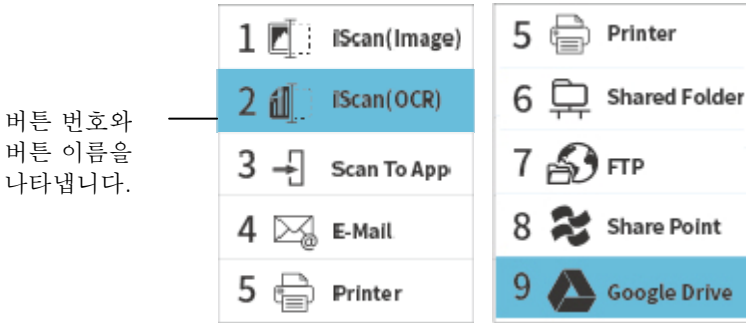 버튼 번호와
버튼 이름을
나타냅니다.
1 iScan(Image)
2 iScan(OCR)
3 Scan To App
4 E-Mail
5 Printer
5 Printer
6 Shared Folder
7 FTP
8 Share Point
9 Google Drive